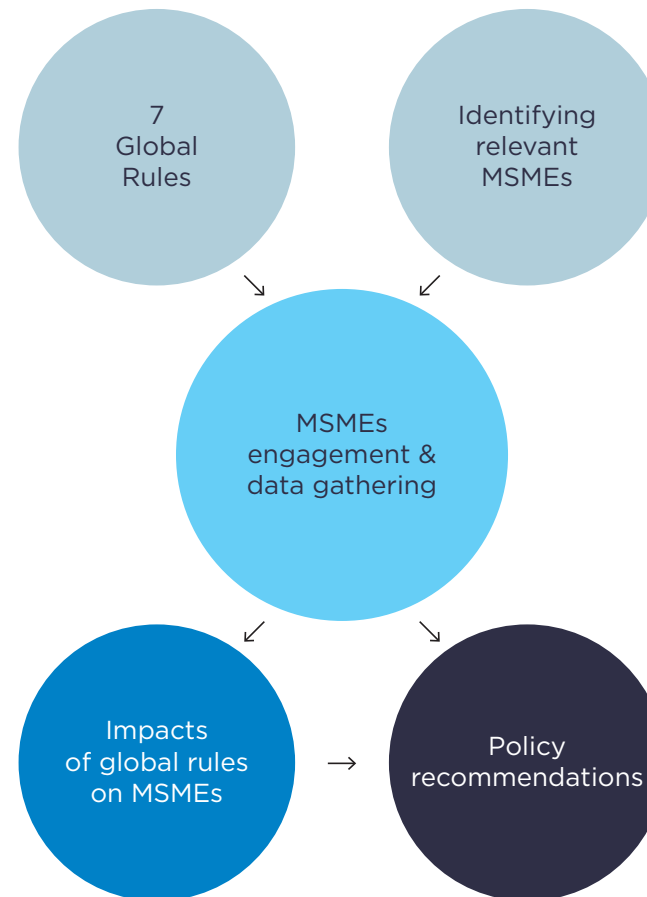 7
Global
Rules
Identifying
relevant
MSMEs
MSMEs
engagement &
data gathering
Impacts
of global rules
on MSMEs
Policy
recommendations